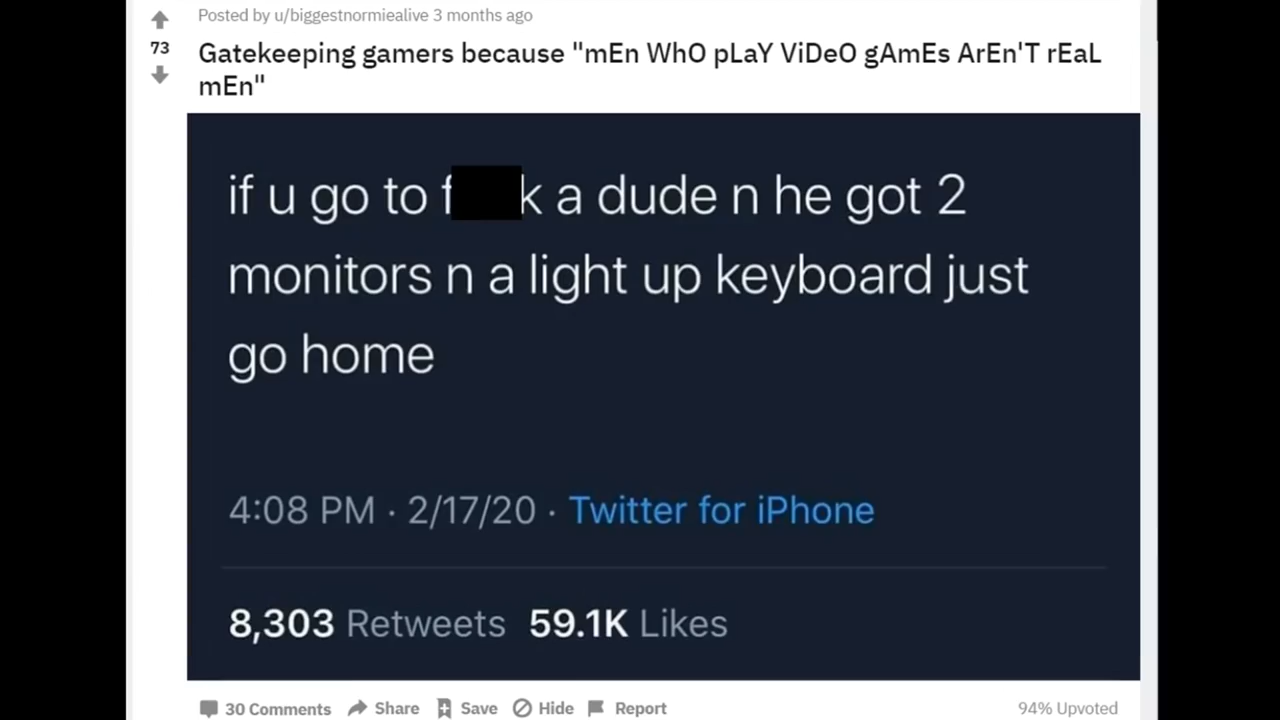 Posted by u/biggestnormiealive 3 months ago
73
Gatekeeping gamers because "mEn WhO pLaY ViDeO gAmEs ArEn'T rEaL
mEn"
if u go to f k a dude n he got 2
monitors n a light up keyboard just
go home
4:08 PM · 2/17/20 · Twitter for iPhone
8,303 Retweets 59.1K Likes
30 Comments Share Save Hide Report 94% Upvoted